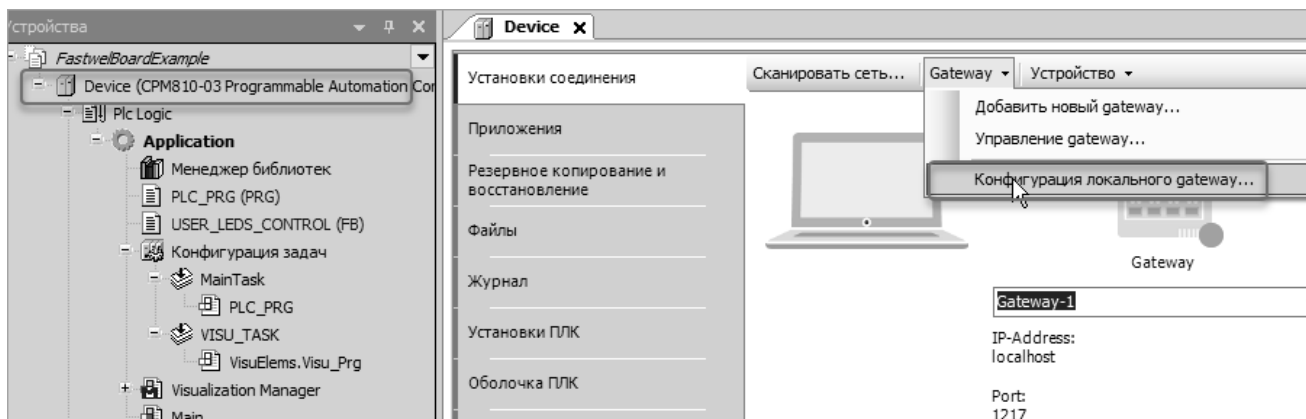 стройства
FastwelBoardExample
Device (CPM810-03 Programmable Automation Cor
Plc Logic
Application
Менеджер библиотек
PLC_PRG (PRG)
USER_LEDS_CONTROL (FB)
Конфигурация задач
MainTask
PLC_PRG
VISU_TASK
VisuElems.Visu_Prg
Visualization Manager
Main
Device
Установки соединения
Приложения
Резервное копирование и
восстановление
Файлы
Журнал
Установки ПЛК
Оболочка ПЛК
Сканировать сеть... Gateway Устройство
Добавить новый gateway...
Управление gateway...
Конфигурация локального gateway...
Gateway
Gateway-1
IP-Address:
localhost
Port:
1217